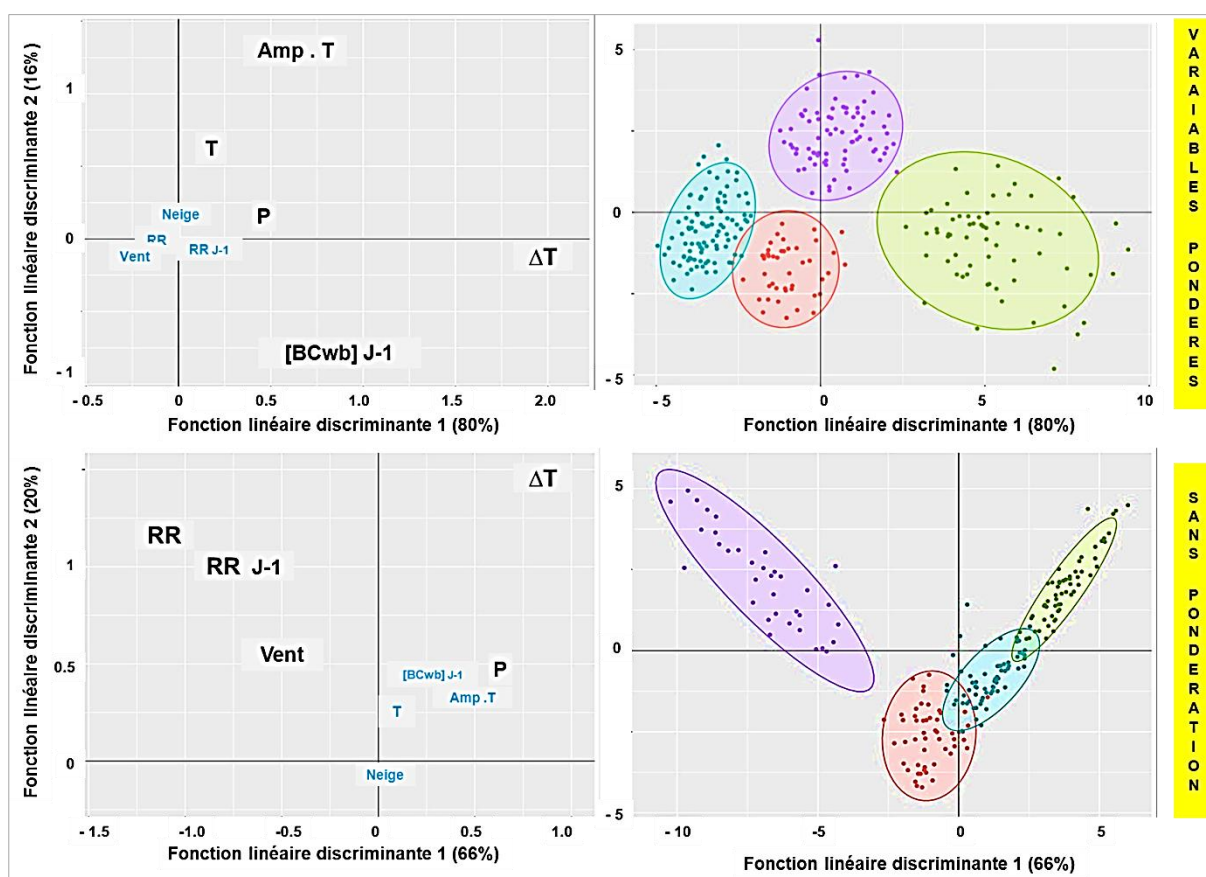 Fonction linéaire discriminante 2 (16%)
1
0
- 1
Amp . T
T
Neige
P
RR
Vent
RR J-1
ΔT
[BCwb] J-1
- 0.5
0
0.5
1.0
1.5
2.0
Fonction linéaire discriminante 1 (80%)
5
0
- 5
- 5
0
5
10
Fonction linéaire discriminante 1 (80%)
VARAIABLES PONDERES
Fonction linéaire discriminante 2 (20%)
1
0.5
0
ΔT
RR
RR J-1
Vent
[BCwb] J-1
P
Amp .T
T
Neige
- 1.5
-1.0
-0.5
0
0.5
1.0
Fonction linéaire discriminante 1 (66%)
5
0
- 5
-10
-5
0
5
Fonction linéaire discriminante 1 (66%)
SANS PONDERATION